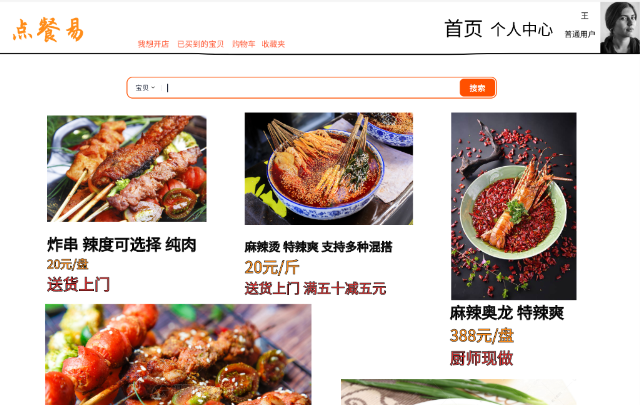 点餐易
我想开店 已买到的宝贝 购物车 收藏夹
首页 个人中心
王
普通用户
宝贝
搜索
炸串 辣度可选择 纯肉
20元/盘
送货上门
麻辣烫 特辣爽 支持多种混搭
20元/斤
送货上门 满五十减五元
麻辣奥龙 特辣爽
388元/盘
厨师现做